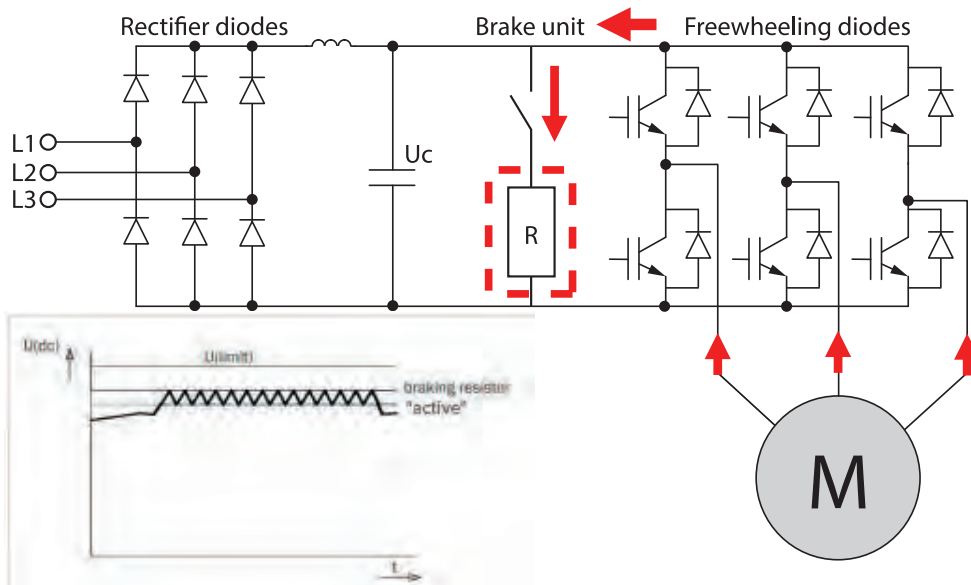 Rectifier diodes
Brake unit
Freewheeling diodes
L1
L2
L3
Uc
R
U(dc)
U(limit)
braking resistor
"active"
t
M